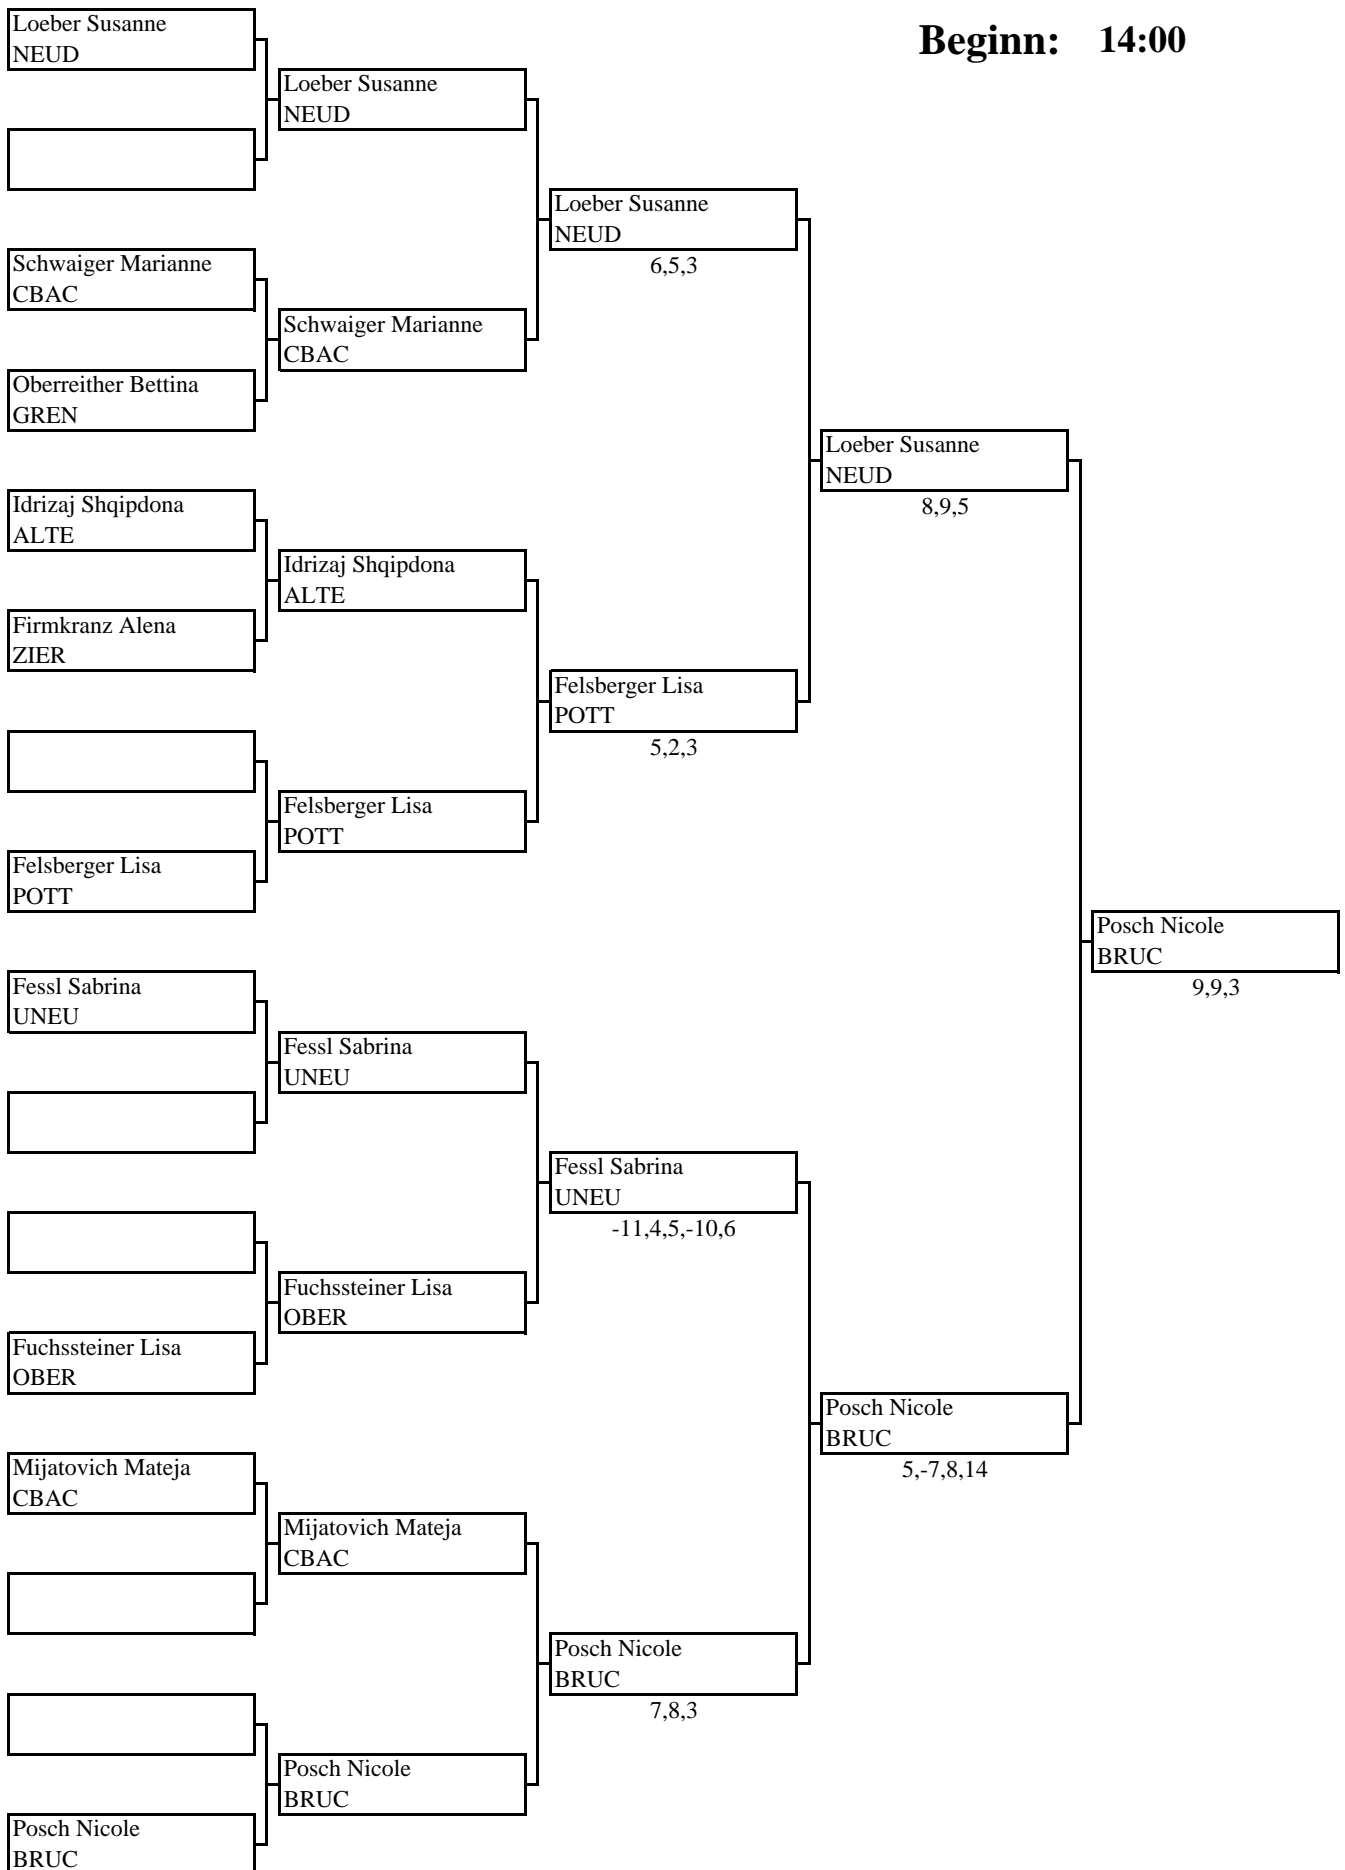 Beginn: 14:00
Loeber Susanne
NEUD
Loeber Susanne
NEUD
Loeber Susanne
NEUD
6,5,3
Schwaiger Marianne
CBAC
Schwaiger Marianne
CBAC
Oberreither Bettina
GREN
Loeber Susanne
NEUD
8,9,5
Idrizaj Shqipdona
ALTE
Idrizaj Shqipdona
ALTE
Firmkranz Alena
ZIER
Felsberger Lisa
POTT
5,2,3
Felsberger Lisa
POTT
Felsberger Lisa
POTT
Posch Nicole
BRUC
9,9,3
Fessl Sabrina
UNEU
Fessl Sabrina
UNEU
Fessl Sabrina
UNEU
-11,4,5,-10,6
Fuchssteiner Lisa
OBER
Fuchssteiner Lisa
OBER
Posch Nicole
BRUC
5,-7,8,14
Mijatovich Mateja
CBAC
Mijatovich Mateja
CBAC
Posch Nicole
BRUC
7,8,3
Posch Nicole
BRUC
Posch Nicole
BRUC